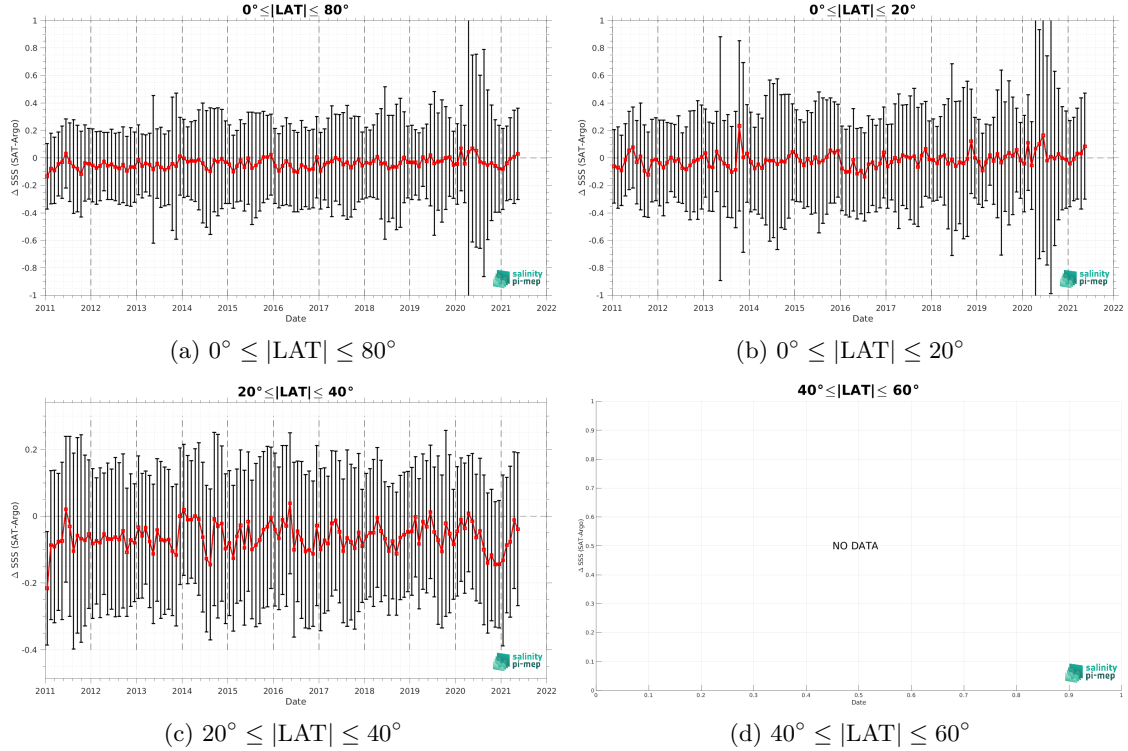 0°≤|LAT|≤ 80°
Δ SSS (SAT-Argo)
1
0.8
0.6
0.4
0.2
0
-0.2
-0.4
-0.6
-0.8
-1
2011 2012 2013 2014 2015 2016 2017 2018 2019 2020 2021 2022
Date
salinity
pi-mep
(a) 0° ≤ |LAT| ≤ 80°
0°≤|LAT|≤ 20°
Δ SSS (SAT-Argo)
1
0.8
0.6
0.4
0.2
0
-0.2
-0.4
-0.6
-0.8
-1
2011 2012 2013 2014 2015 2016 2017 2018 2019 2020 2021 2022
Date
salinity
pi-mep
(b) 0° ≤ |LAT| ≤ 20°
20°≤|LAT|≤ 40°
Δ SSS (SAT-Argo)
0.2
0
-0.2
-0.4
2011 2012 2013 2014 2015 2016 2017 2018 2019 2020 2021 2022
Date
salinity
pi-mep
(c) 20° ≤ |LAT| ≤ 40°
40°≤|LAT|≤ 60°
Δ SSS (SAT-Argo)
1
0.9
0.8
0.7
0.6
0.5
0.4
0.3
0.2
0.1
0
NO DATA
0 0.1 0.2 0.3 0.4 0.5 0.6 0.7 0.8 0.9 1
Date
salinity
pi-mep
(d) 40° ≤ |LAT| ≤ 60°